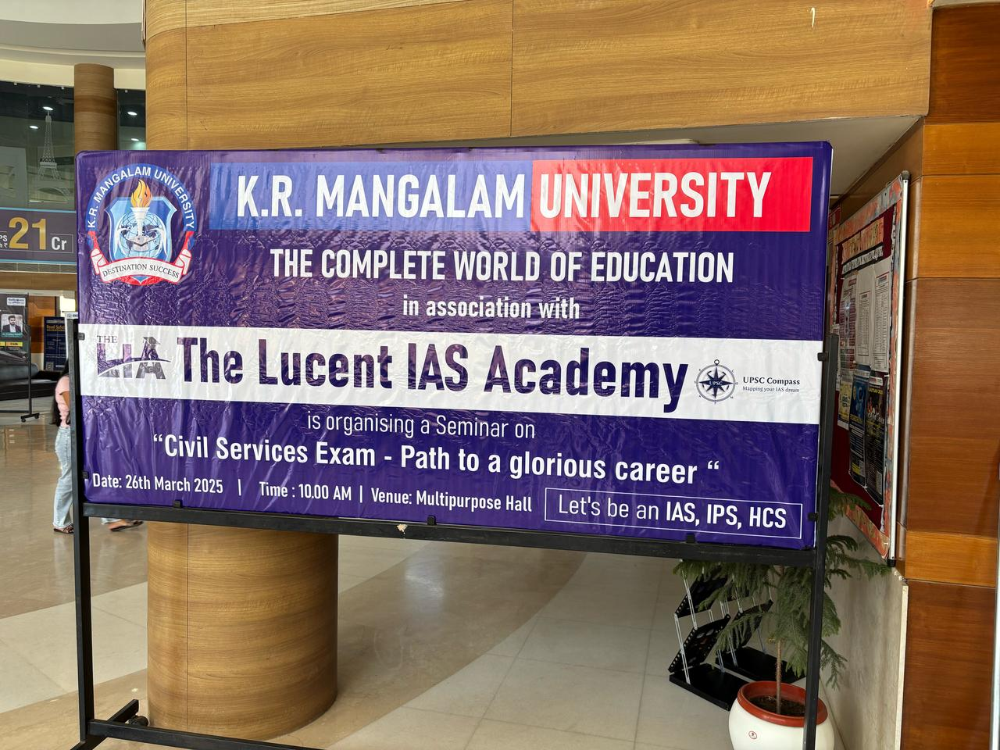 K.R. MANGALAM UNIVERSITY
DESTINATION SUCCESS
K.R. MANGALAM UNIVERSITY
THE COMPLETE WORLD OF EDUCATION
in association with
THE
LIA
The Lucent IAS Academy
UPSC
UPSC Compass
Mapping your IAS dream
is organising a Seminar on
“Civil Services Exam - Path to a glorious career “
Date: 26th March 2025 | Time : 10.00 AM | Venue: Multipurpose Hall
Let's be an IAS, IPS, HCS
21 Cr